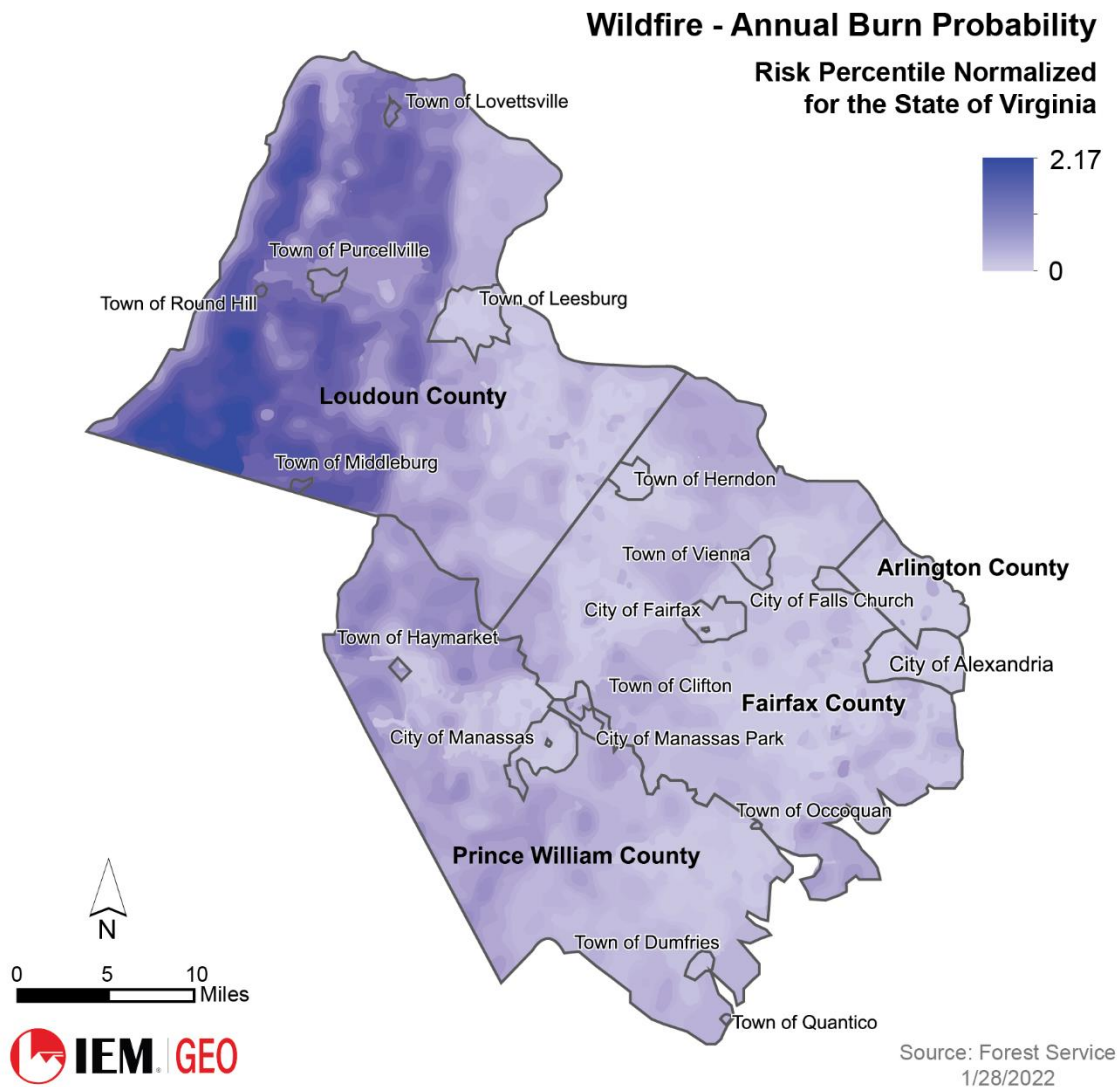 Wildfire - Annual Burn Probability
Risk Percentile Normalized
for the State of Virginia
2.17
0
Town of Lovettsville
Town of Purcellville
Town of Round Hill
Town of Leesburg
Loudoun County
Town of Middleburg
Town of Herndon
Town of Vienna
Arlington County
City of Falls Church
City of Fairfax
Town of Haymarket
City of Alexandria
Town of Clifton
Fairfax County
City of Manassas
City of Manassas Park
Town of Occoquan
Prince William County
Town of Dumfries
Town of Quantico
N
0 5 10
Miles
IEM GEO
Source: Forest Service
1/28/2022